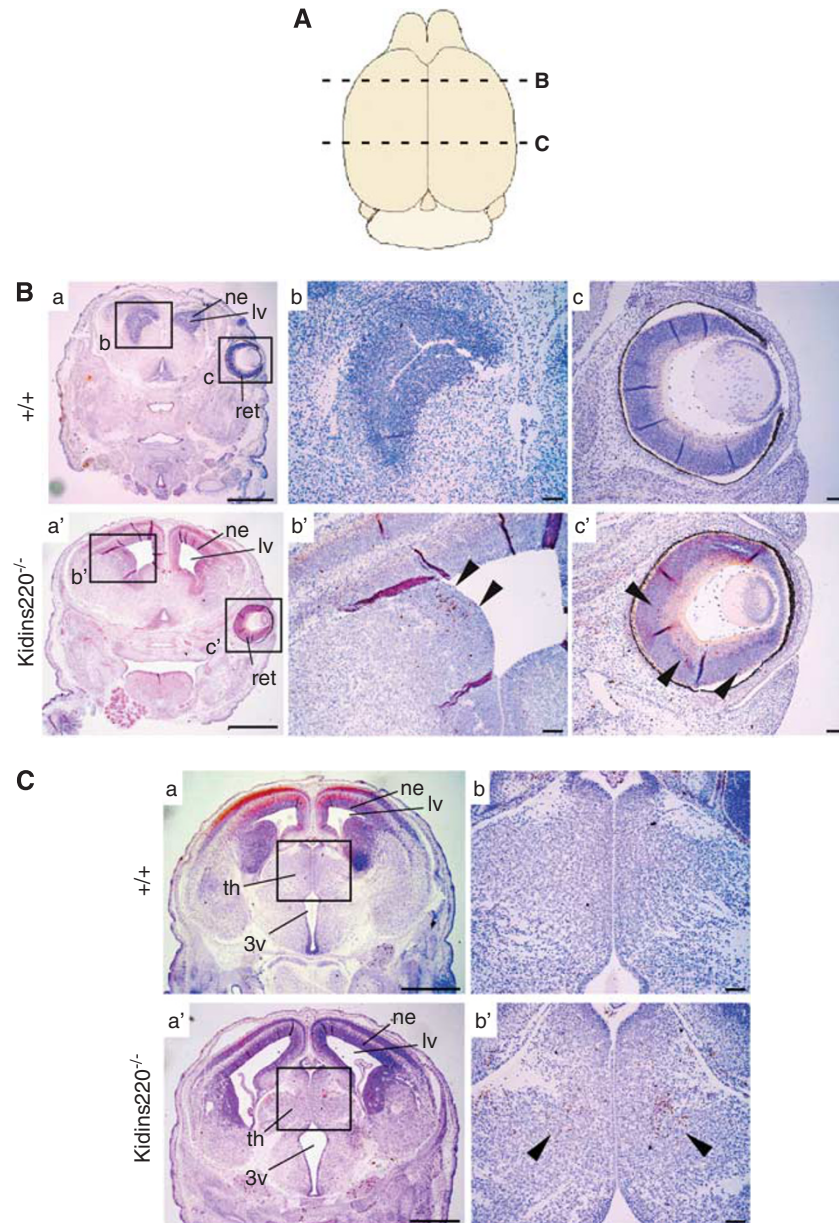 A
B
C
B
+/+
a
ne
lv
b
c
ret
b
c
Kidins220-/-
a'
ne
lv
b'
c'
ret
b'
c'
C
+/+
a
ne
lv
th
3v
b
Kidins220-/-
a'
ne
lv
th
3v
b'